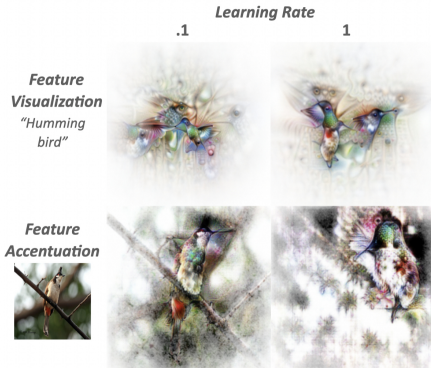 Learning Rate
.1 1
Feature
Visualization
"Humming
bird"
Feature
Accentuation